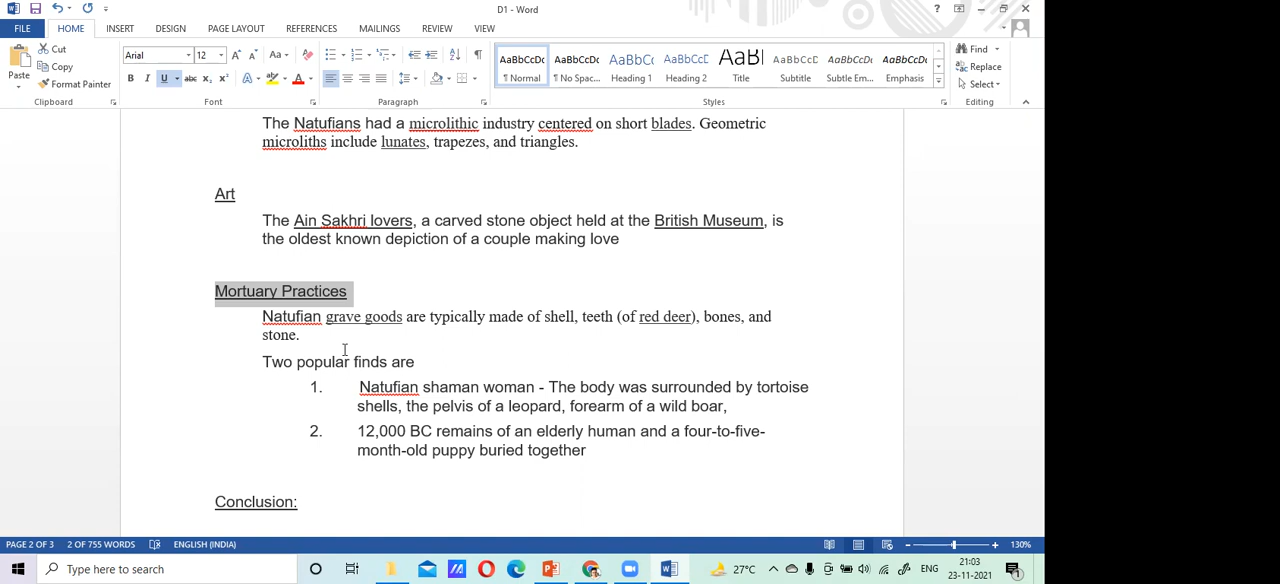 D1 - Word
FILE HOME INSERT DESIGN PAGE LAYOUT REFERENCES MAILINGS REVIEW VIEW
Paste
Cut
Copy
Format Painter
Arial 12
AaBbCcDc AaBbCcDc AaBbCc AaBbCc AaBl AaBbCcD AaBbCcDc AaBbCcDc
¶ Normal ¶ No Spac... Heading 1 Heading 2 Title Subtitle Subtle Em... Emphasis
Find
Replace
Select
Clipboard Font Paragraph Styles Editing
The Natufians had a microlithic industry centered on short blades. Geometric
microliths include lunates, trapezes, and triangles.
Art
The Ain Sakhri lovers, a carved stone object held at the British Museum, is
the oldest known depiction of a couple making love
Mortuary Practices
Natufian grave goods are typically made of shell, teeth (of red deer), bones, and
stone.
Two popular finds are
1. Natufian shaman woman - The body was surrounded by tortoise
shells, the pelvis of a leopard, forearm of a wild boar,
2. 12,000 BC remains of an elderly human and a four-to-five-
month-old puppy buried together
Conclusion:
PAGE 2 OF 3 2 OF 755 WORDS ENGLISH (INDIA) 130%
Type here to search
27°C ENG 21:03
23-11-2021